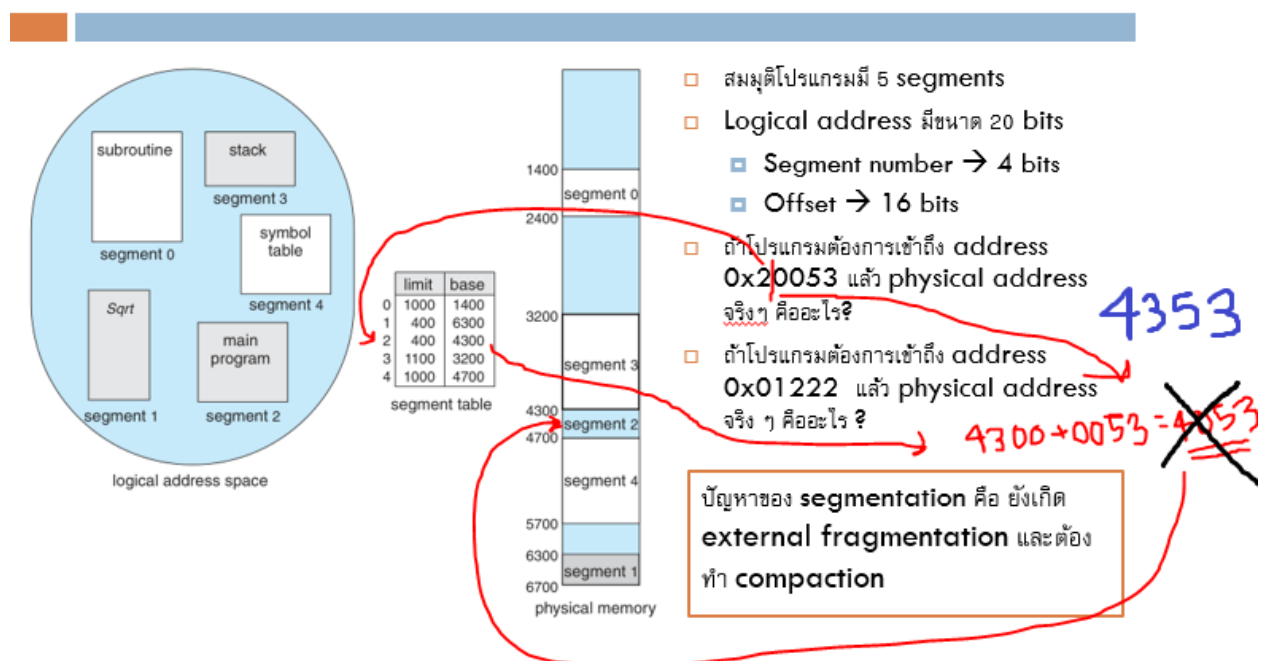 subroutine
stack
segment 3
segment 0
symbol
table
segment 4
Sqrt
main
program
segment 1
segment 2
logical address space
limit base
0 1000 1400
1 400 6300
2 400 4300
3 1100 3200
4 1000 4700
segment table
1400
segment 0
2400
3200
segment 3
4300
segment 2
4700
segment 4
5700
6300
segment 1
6700
physical memory
สมมุติโปรแกรมมี 5 segments
Logical address มีขนาด 20 bits
Segment number → 4 bits
Offset → 16 bits
ถ้าโปรแกรมต้องการเข้าถึง address
0x20053 แล้ว physical address
จริงๆ คืออะไร?
4353
ถ้าโปรแกรมต้องการเข้าถึง address
0x01222 แล้ว physical address
จริง ๆ คืออะไร ?
4300+0053=4053
ปัญหาของ segmentation คือ ยังเกิด
external fragmentation และต้อง
ทำ compaction